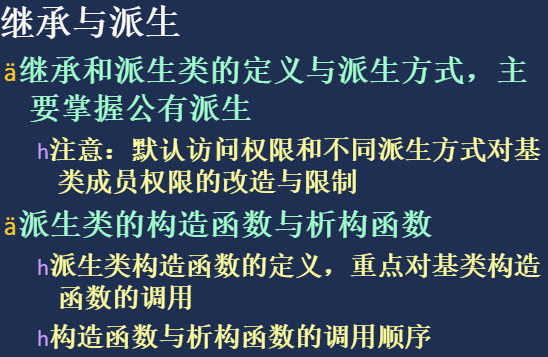 继承与派生
ä继承和派生类的定义与派生方式，主
要掌握公有派生
h注意：默认访问权限和不同派生方式对基
类成员权限的改造与限制
ä派生类的构造函数与析构函数
h派生类构造函数的定义，重点对基类构造
函数的调用
h构造函数与析构函数的调用顺序